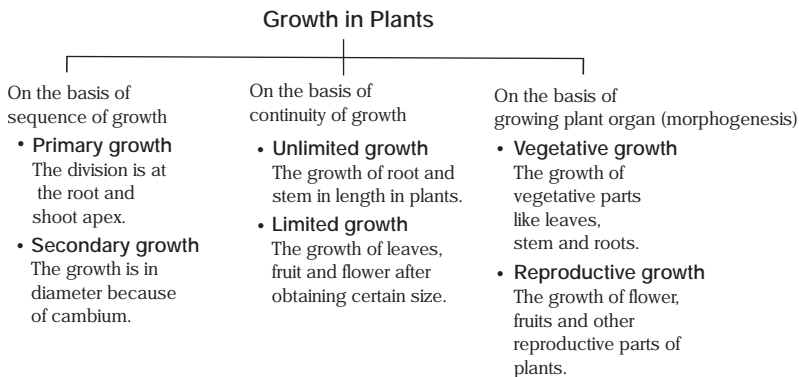 Growth in Plants
On the basis of
sequence of growth
• Primary growth
The division is at
the root and
shoot apex.
• Secondary growth
The growth is in
diameter because
of cambium.
On the basis of
continuity of growth
• Unlimited growth
The growth of root and
stem in length in plants.
• Limited growth
The growth of leaves,
fruit and flower after
obtaining certain size.
On the basis of
growing plant organ (morphogenesis)
• Vegetative growth
The growth of
vegetative parts
like leaves,
stem and roots.
• Reproductive growth
The growth of flower,
fruits and other
reproductive parts of
plants.